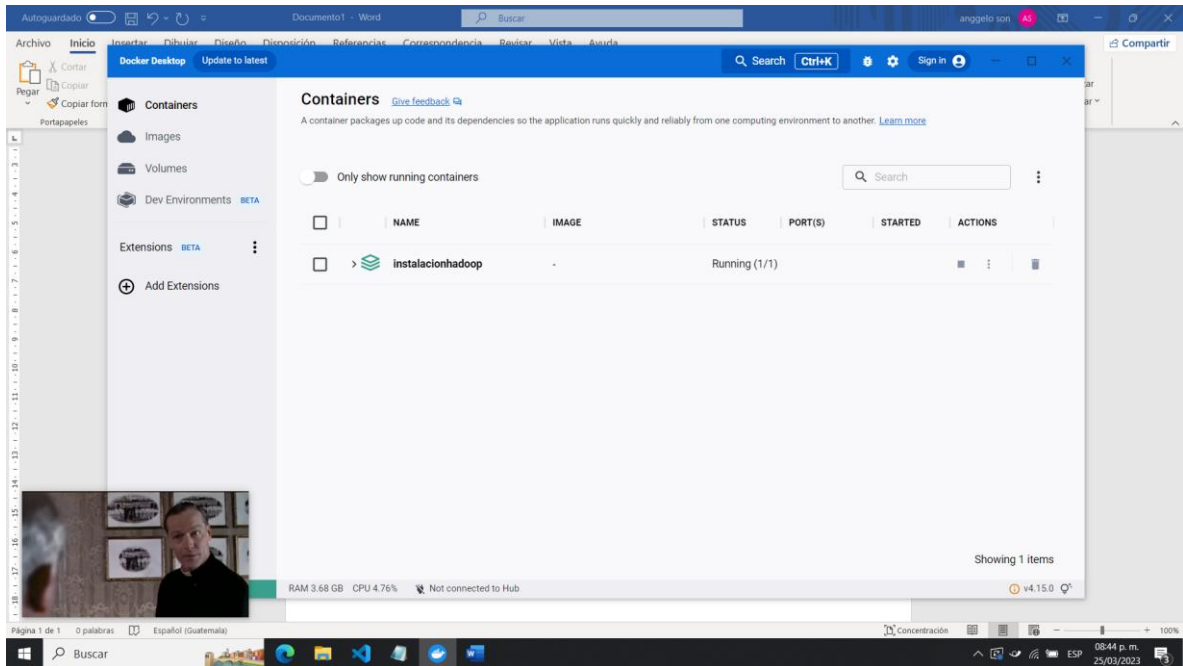 Autoguardado
Documento1 - Word
Buscar
anggelo son
AS
Archivo Inicio Insertar Dibujar Diseño Disposición Referencias Correspondencia Revisar Vista Ayuda
Compartir
Pegar
Cortar
Copiar
Copiar form
Portapapeles
Docker Desktop
Update to latest
Search Ctrl+K
Sign in
Containers
Images
Volumes
Dev Environments BETA
Extensions BETA
Add Extensions
Containers Give feedback
A container packages up code and its dependencies so the application runs quickly and reliably from one computing environment to another. Learn more
Only show running containers
Search
NAME IMAGE STATUS PORT(S) STARTED ACTIONS
instalacionhadoop - Running (1/1)
Showing 1 items
RAM 3.68 GB CPU 4.76% Not connected to Hub
v4.15.0
Página 1 de 1 0 palabras Español (Guatemala)
Concentración
100%
Buscar
ESP
08:44 p. m.
25/03/2023